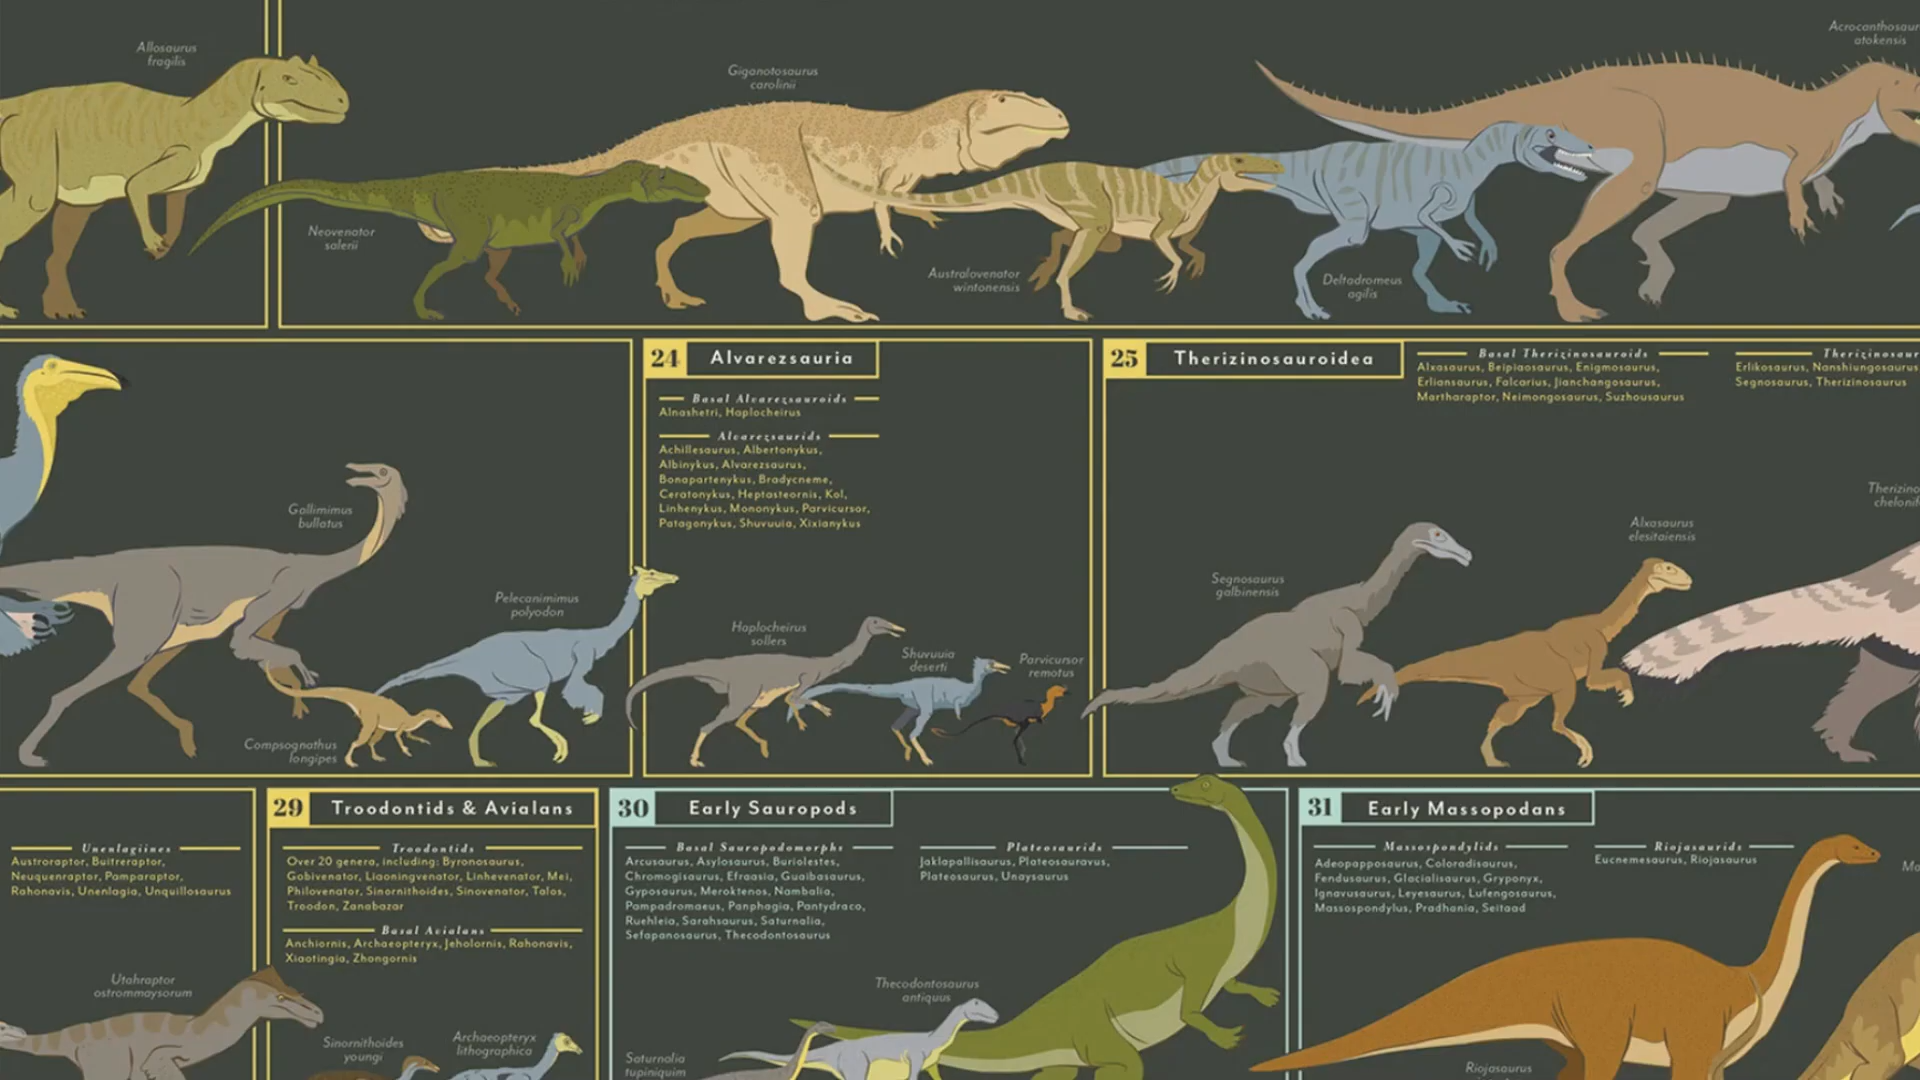 Allosaurus
fragilis
Giganotosaurus
carolinii
Acrocanthosaur
atokensis
Neovenator
salerii
Australovenator
wintonensis
Deltadromeus
agilis
Gallimimus
bullatus
Pelecanimimus
polyodon
Compsognathus
longipes
24 Alvarezsauria
Basal Alvarezsauroids
Alnashetri, Haplocheirus
Alvarezsaurids
Achillesaurus, Albertonykus,
Albinykus, Alvarezsaurus,
Bonapartenykus, Bradycneme,
Ceratonykus, Heptasteornis, Kol,
Linhenykus, Mononykus, Parvicursor,
Patagonykus, Shuvuuia, Xixianykus
Haplocheirus
sollers
Shuvuuia
deserti
Parvicursor
remotus
25 Therizinosauroidea
Basal Therizinosauroids
Alxasaurus, Beipiaosaurus, Enigmosaurus,
Erliansaurus, Falcarius, Jianchangosaurus,
Martharaptor, Neimongosaurus, Suzhousaurus
Therizinosaur
Erlikosaurus, Nanshiungosaurus
Segnosaurus, Therizinosaurus
Segnosaurus
galbinensis
Alxasaurus
elesitaiensis
Therizino
chelonif
Unenlagiines
Austroraptor, Buitreraptor,
Neuquenraptor, Pamparaptor,
Rahonavis, Unenlagia, Unquillosaurus
Utahraptor
ostrommaysorum
29 Troodontids & Avialans
Troodontids
Over 20 genera, including: Byronosaurus,
Gobivenator, Liaoningvenator, Linhevenator, Mei,
Philovenator, Sinornithoides, Sinovenator, Talos,
Troodon, Zanabazar
Basal Avialans
Anchiornis, Archaeopteryx, Jeholornis, Rahonavis,
Xiaotingia, Zhongornis
Sinornithoides
youngi
Archaeopteryx
lithographica
30 Early Sauropods
Basal Sauropodomorphs
Arcusaurus, Asylosaurus, Buriolestes,
Chromogisaurus, Efraasia, Guaibasaurus,
Gyposaurus, Meroktenos, Nambalia,
Pampadromaeus, Panphagia, Pantydraco,
Ruehleia, Sarahsaurus, Saturnalia,
Sefapanosaurus, Thecodontosaurus
Plateosaurids
Jaklapallisaurus, Plateosauravus,
Plateosaurus, Unaysaurus
Thecodontosaurus
antiquus
Saturnalia
tupiniquim
31 Early Massopodans
Massospondylids
Adeopapposaurus, Coloradisaurus,
Fendusaurus, Glacialisaurus, Gryponyx,
Ignavusaurus, Leyesaurus, Lufengosaurus,
Massospondylus, Pradhania, Seitaad
Riojasaurids
Eucnemesaurus, Riojasaurus
Mo
Riojasaurus